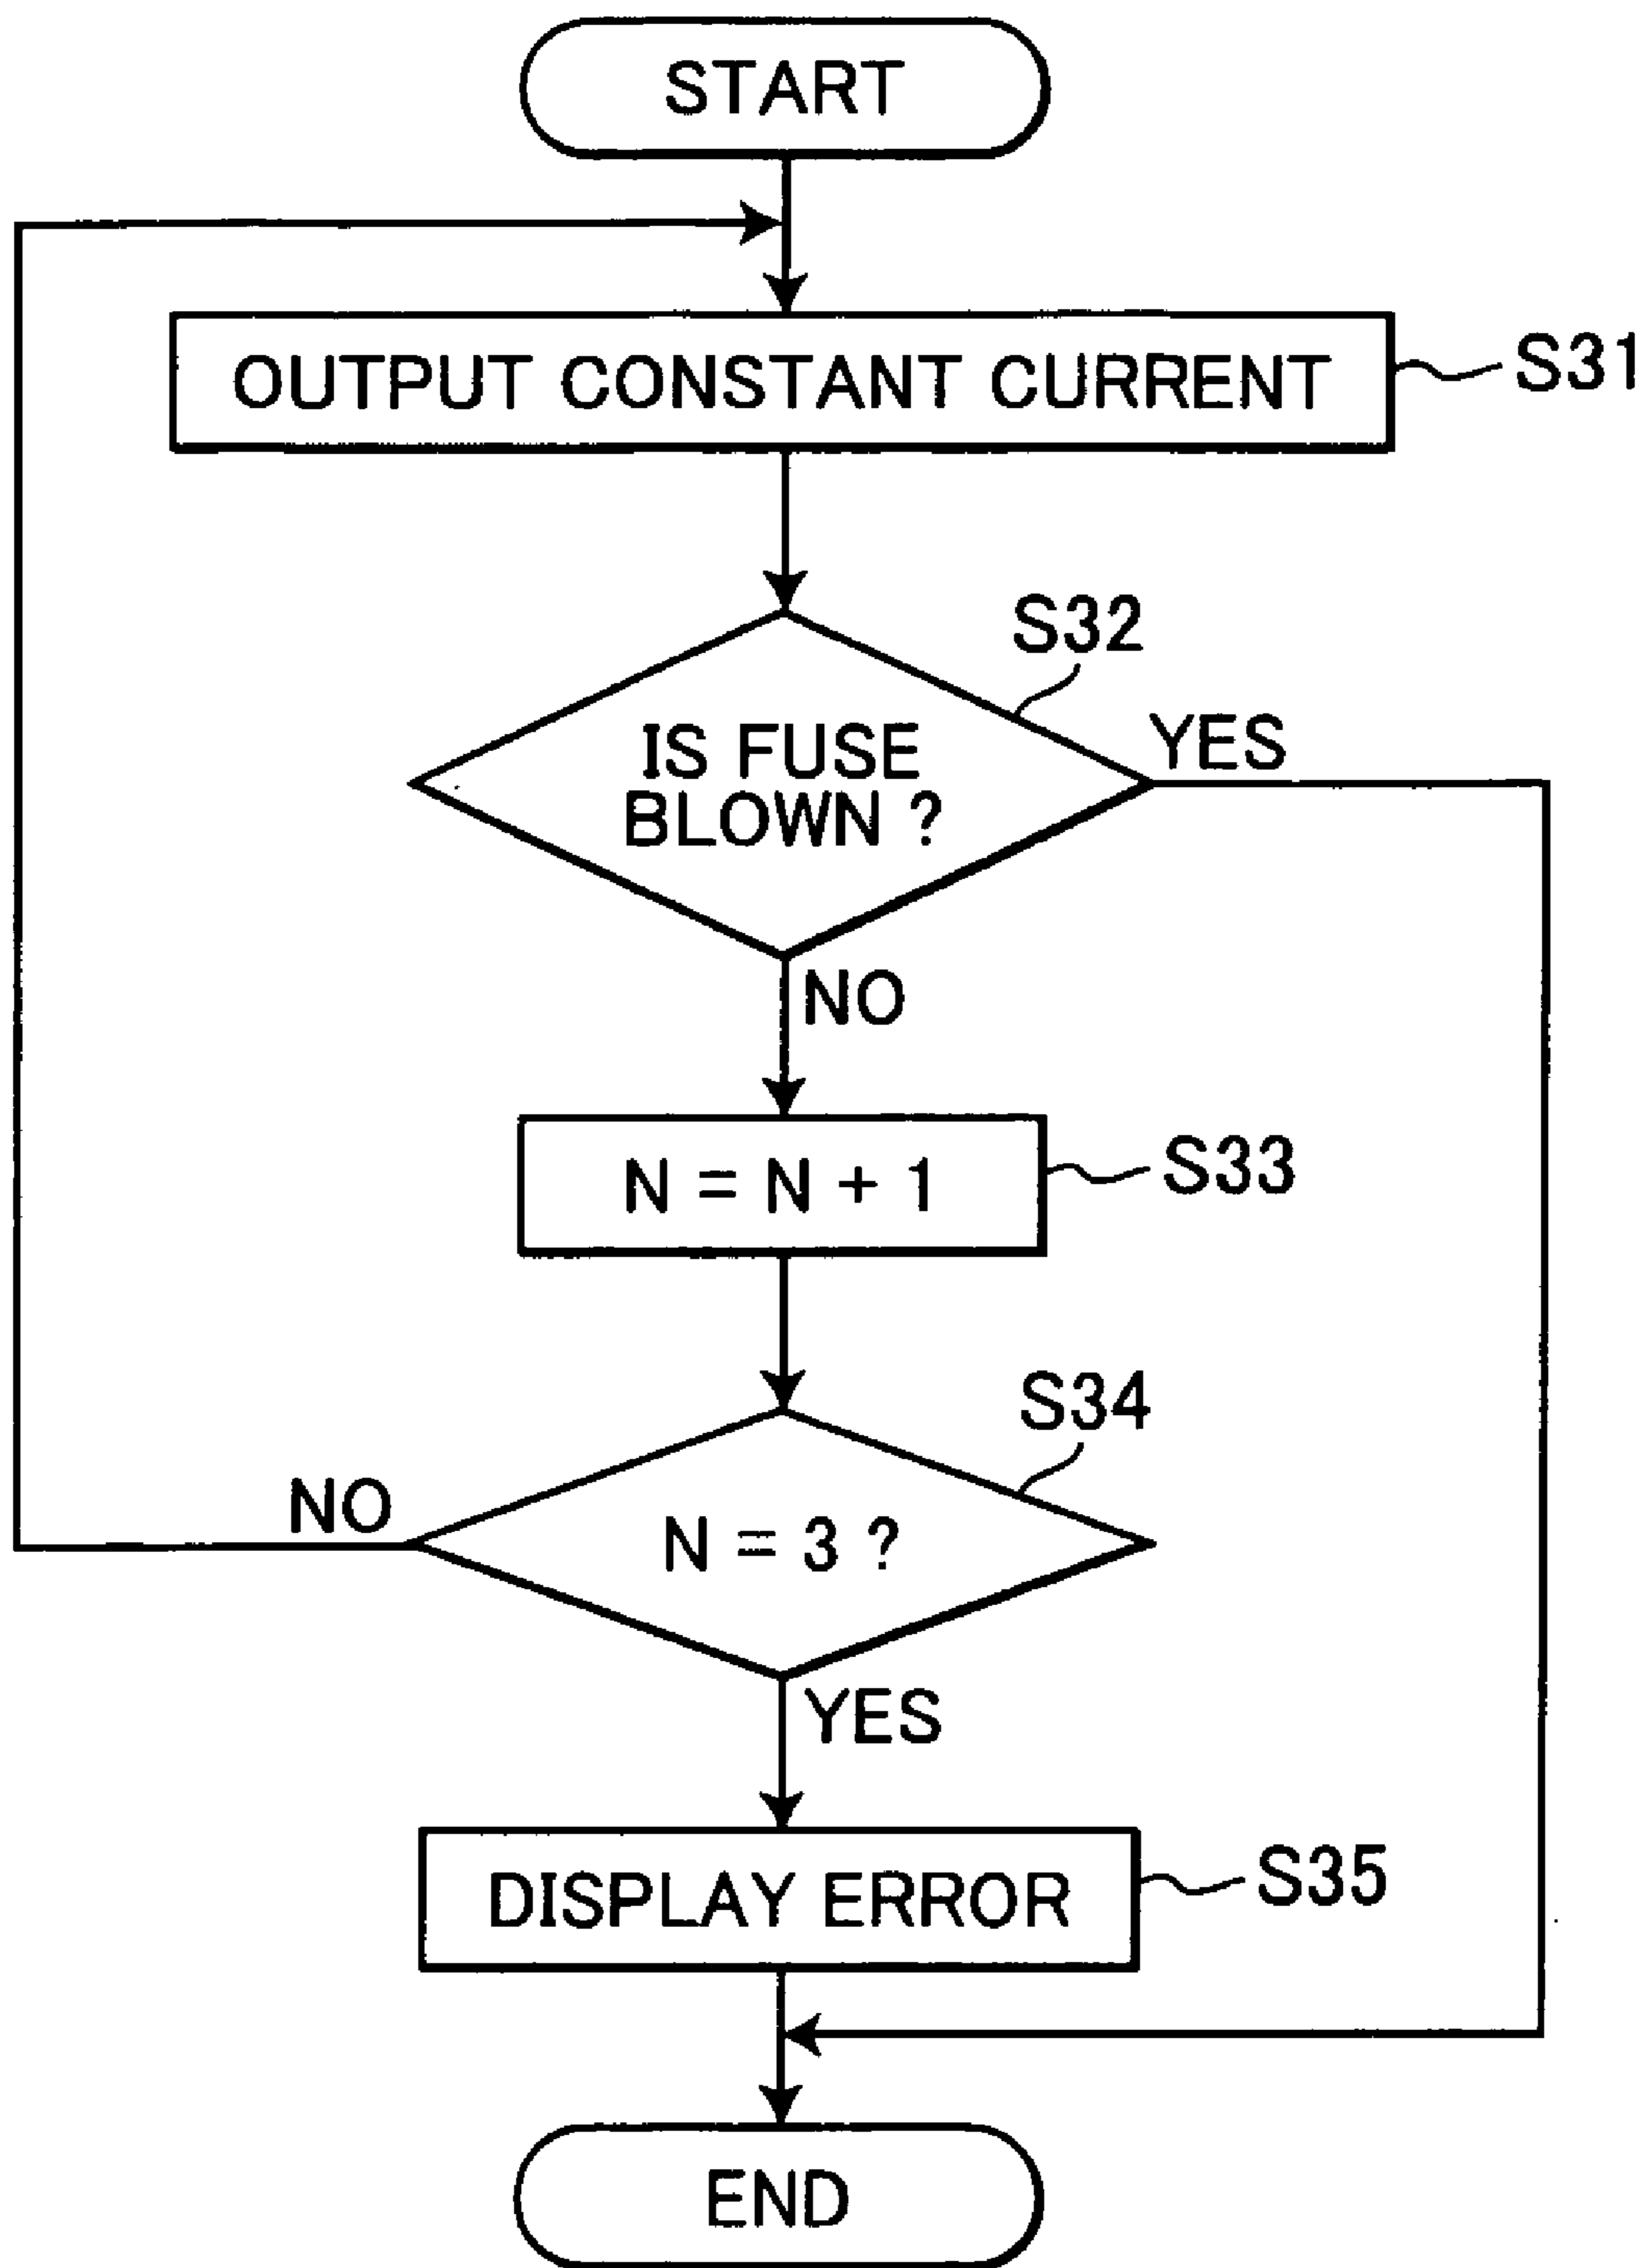 START
OUTPUT CONSTANT CURRENT
S31
S32
IS FUSE
BLOWN ?
YES
NO
N = N + 1
S33
S34
NO
N = 3 ?
YES
DISPLAY ERROR
S35
END